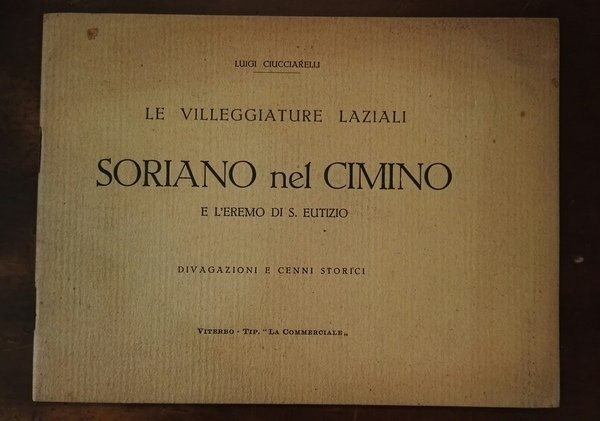 LUIGI CIUCCIARELLI
LE VILLEGGIATURE LAZIALI
SORIANO nel CIMINO
E L'EREMO DI S. EUTIZIO
DIVAGAZIONI E CENNI STORICI
VITERBO - TIP. "LA COMMERCIALE„